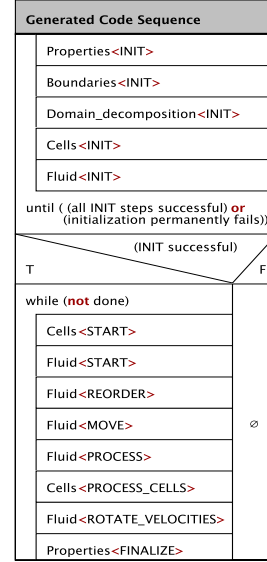 Generated Code Sequence
Properties<INIT>
Boundaries<INIT>
Domain_decomposition<INIT>
Cells<INIT>
Fluid<INIT>
until ( (all INIT steps successful) or
(initialization permanently fails))
(INIT successful)
T F
while (not done)
Cells<START>
Fluid<START>
Fluid<REORDER>
Fluid<MOVE>
∅
Fluid<PROCESS>
Cells<PROCESS_CELLS>
Fluid<ROTATE_VELOCITIES>
Properties<FINALIZE>